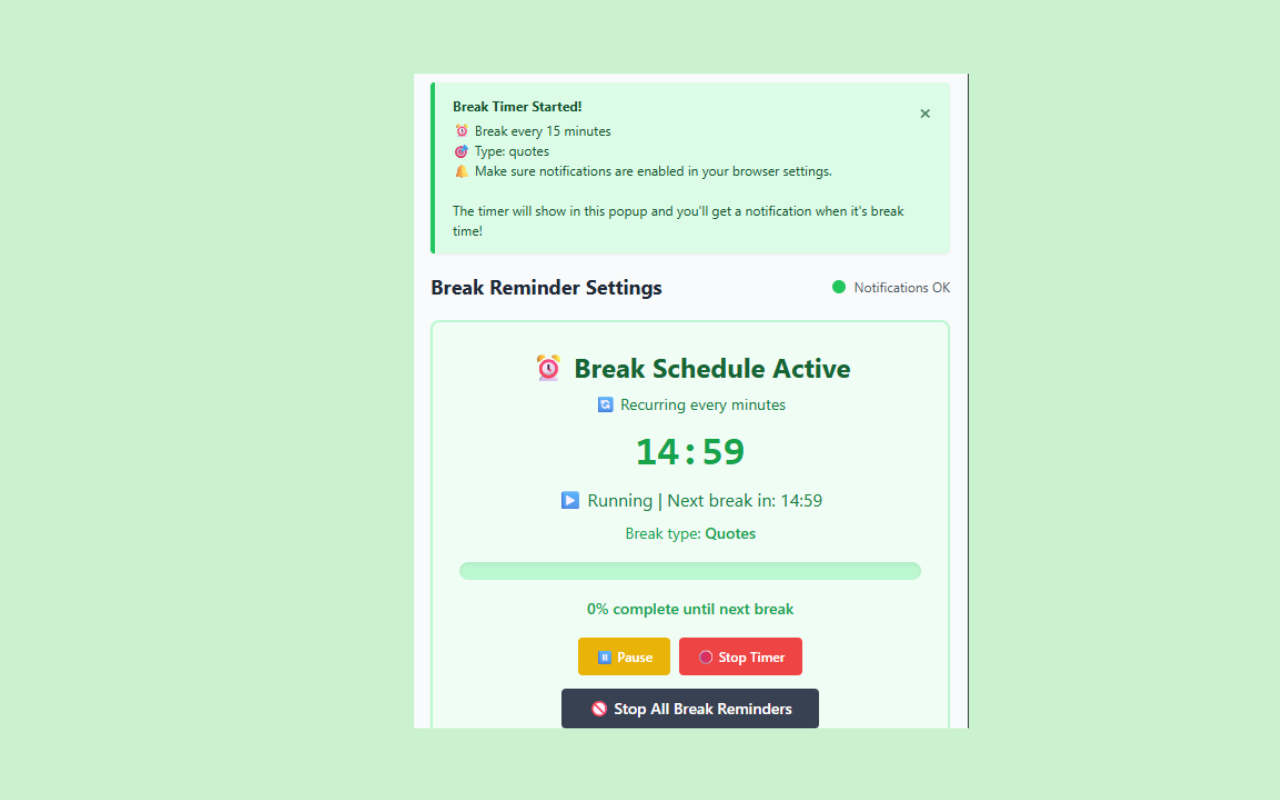 Break Timer Started!
✕
⏰ Break every 15 minutes
🎯 Type: quotes
🔔 Make sure notifications are enabled in your browser settings.
The timer will show in this popup and you'll get a notification when it's break
time!
Break Reminder Settings
Notifications OK
⏰ Break Schedule Active
🔄 Recurring every minutes
14:59
▶️ Running | Next break in: 14:59
Break type: Quotes
0% complete until next break
⏸️ Pause
🛑 Stop Timer
🚫 Stop All Break Reminders